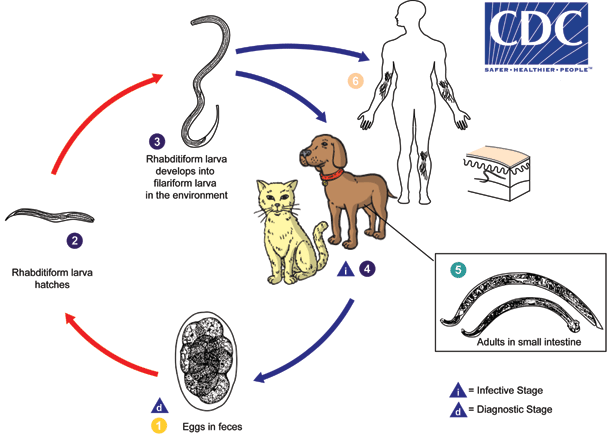 CDC
SAFER·HEALTHIER·PEOPLE™
6
3
Rhabditiform larva
develops into
filariform larva
in the environment
2
Rhabditiform larva
hatches
i
4
5
Adults in small intestine
d
1
Eggs in feces
i = Infective Stage
d = Diagnostic Stage